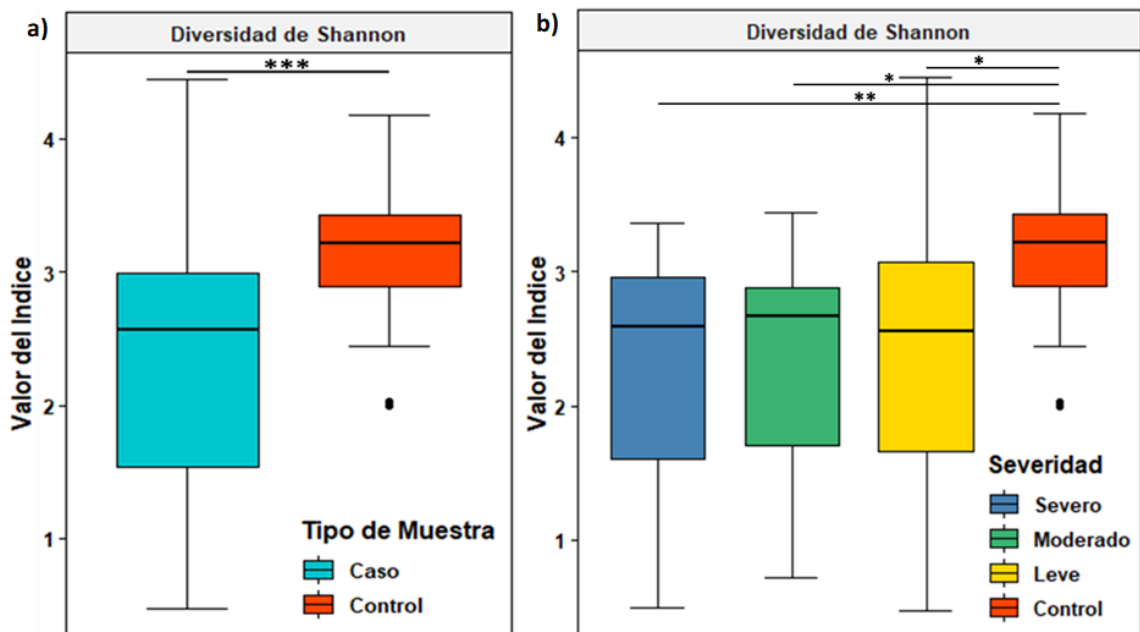 a)
Diversidad de Shannon
***
Valor del Indice
4
3
2
1
Tipo de Muestra
Caso
Control
b)
Diversidad de Shannon
*
*
**
Valor del Indice
4
3
2
1
Severidad
Severo
Moderado
Leve
Control